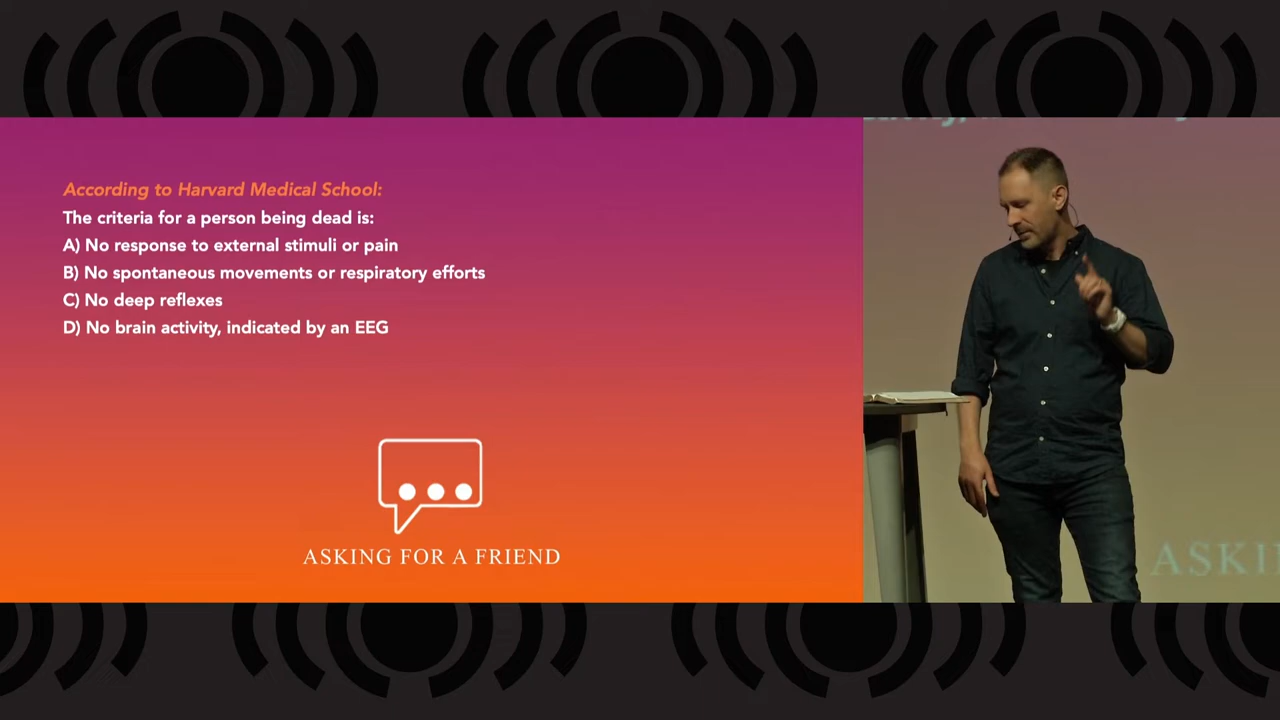 According to Harvard Medical School:
The criteria for a person being dead is:
A) No response to external stimuli or pain
B) No spontaneous movements or respiratory efforts
C) No deep reflexes
D) No brain activity, indicated by an EEG
ASKING FOR A FRIEND